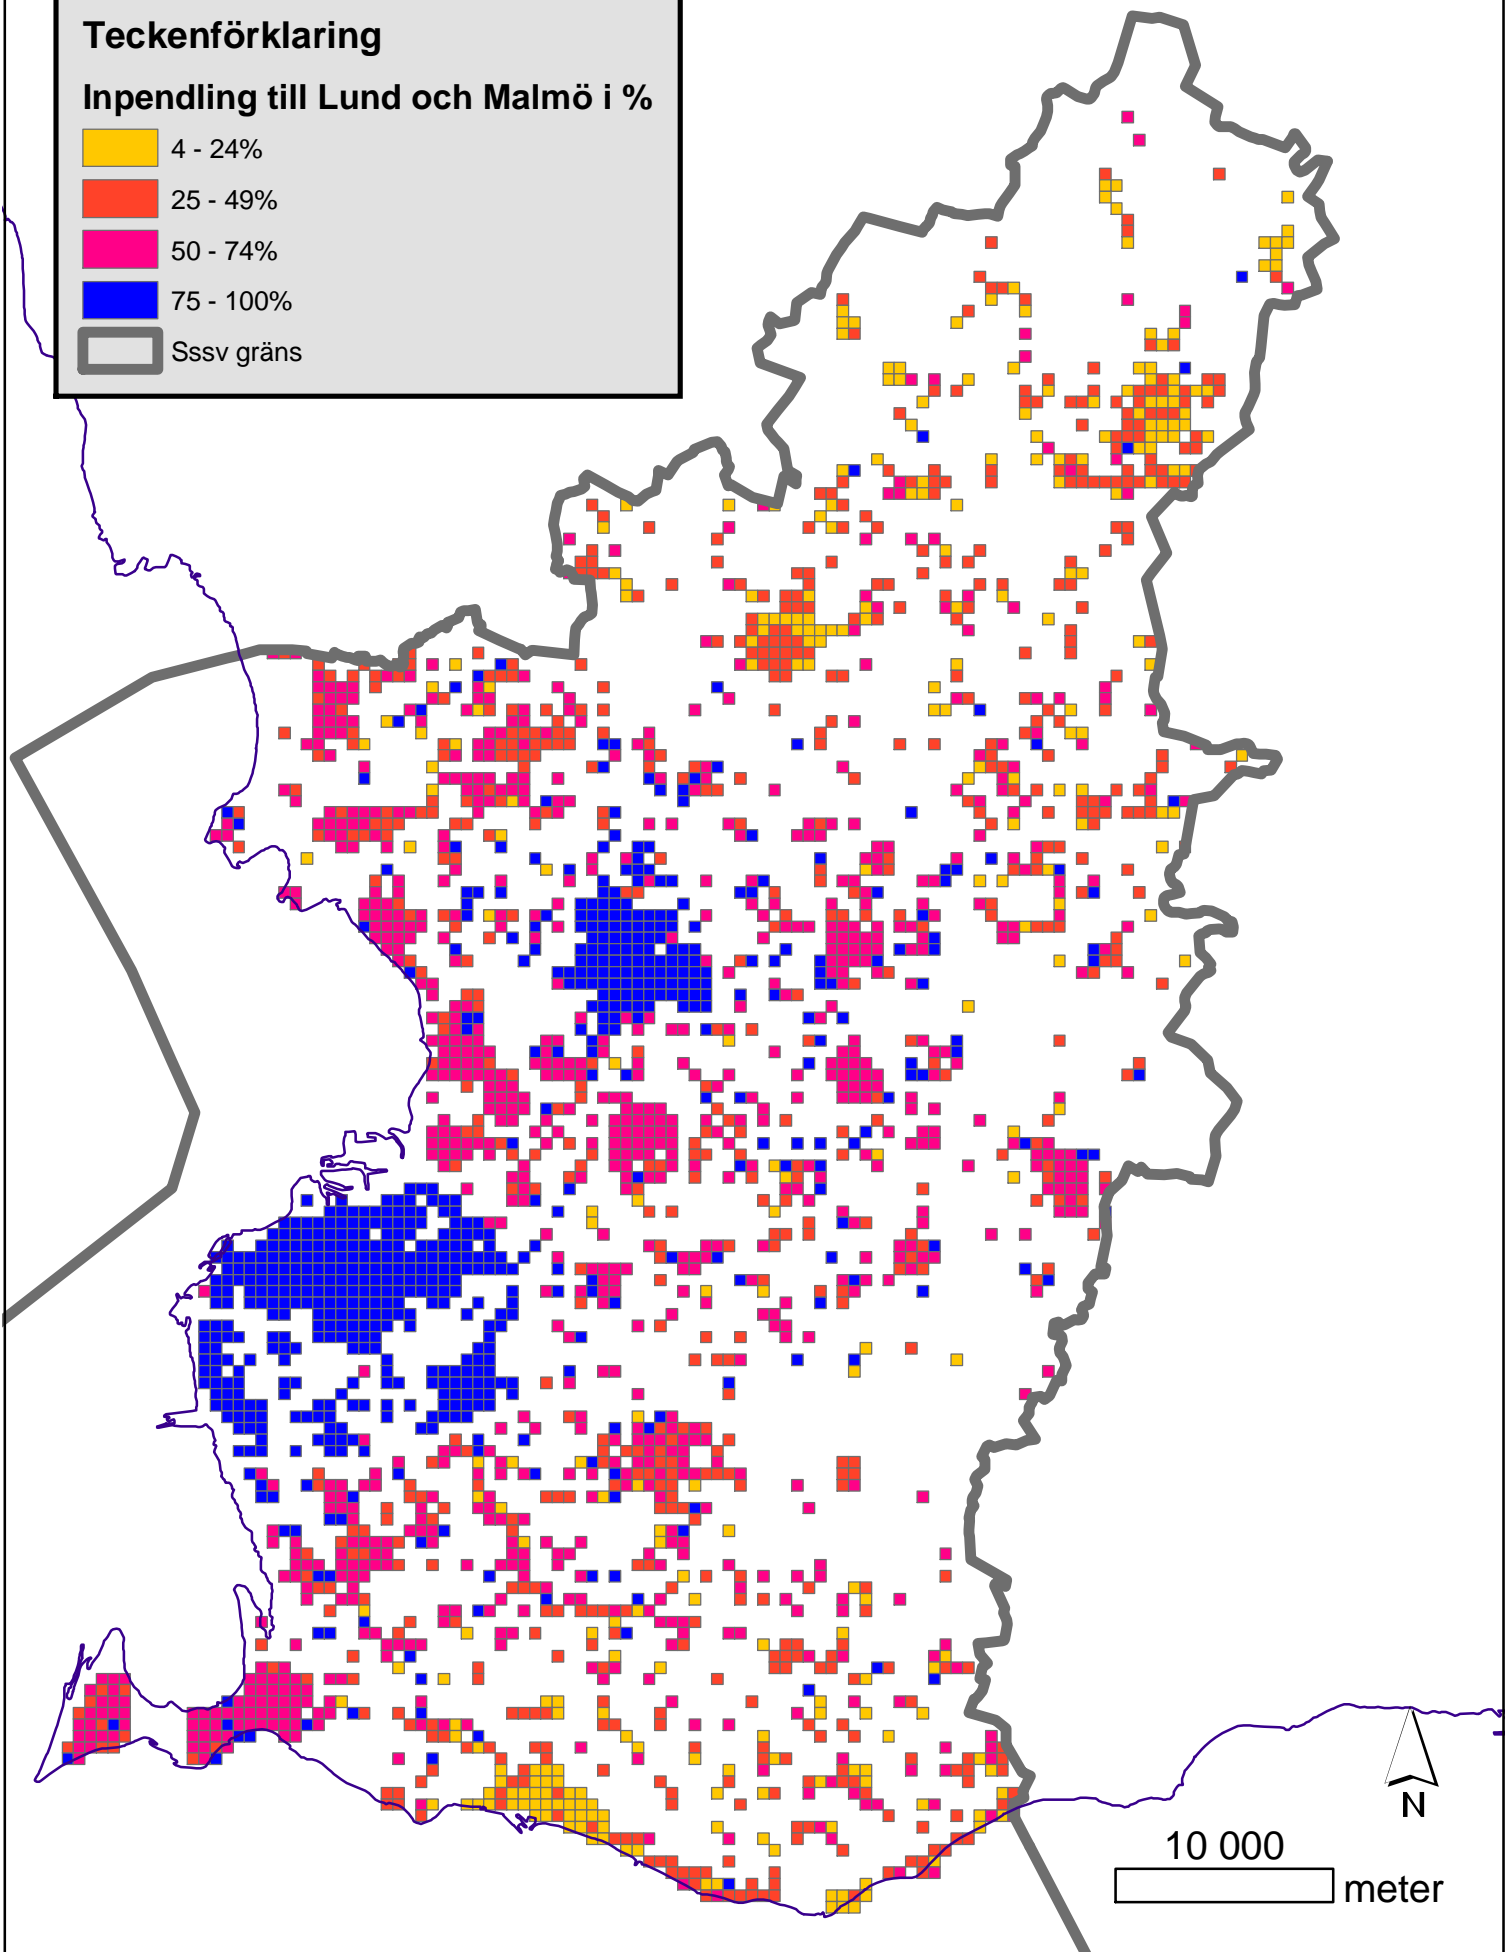 Teckenförklaring
Inpendling till Lund och Malmö i %
4 - 24%
25 - 49%
50 - 74%
75 - 100%
Sssv gräns
N
10 000
meter